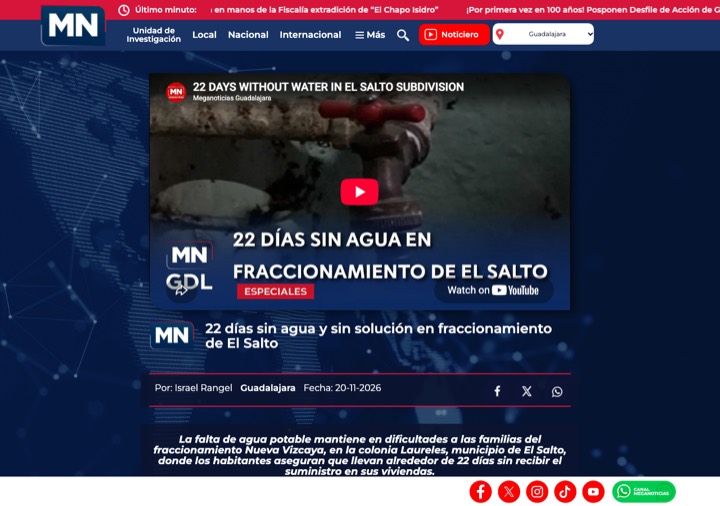 MN
Último minuto:
en manos de la Fiscalía extradición de “El Chapo Isidro”
¡Por primera vez en 100 años! Posponen Desfile de Acción de G
Unidad de
Investigación
Local
Nacional
Internacional
Más
Noticiero
Guadalajara
MN
22 DAYS WITHOUT WATER IN EL SALTO SUBDIVISION
Meganoticias Guadalajara
MN
GDL
22 DÍAS SIN AGUA EN
FRACCIONAMIENTO DE EL SALTO
ESPECIALES
Watch on YouTube
MN
22 días sin agua y sin solución en fraccionamiento
de El Salto
Por: Israel Rangel Guadalajara Fecha: 20-11-2026
La falta de agua potable mantiene en dificultades a las familias del
fraccionamiento Nueva Vizcaya, en la colonia Laureles, municipio de El Salto,
donde los habitantes aseguran que llevan alrededor de 22 días sin recibir el
suministro en sus viviendas.
CANAL
MEGANOTICIAS